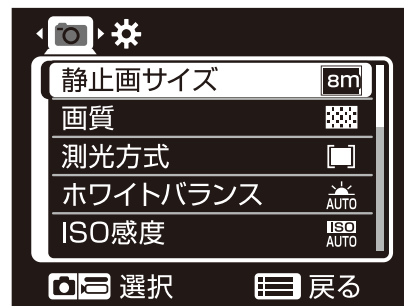 静止画サイズ 8m
画質
測光方式
ホワイトバランス AUTO
ISO感度 ISO AUTO
選択 戻る